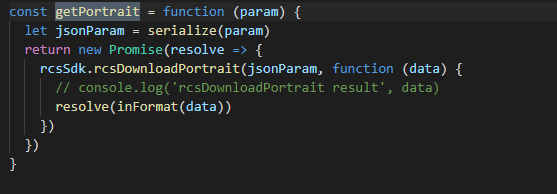 const getPortrait = function (param) {
  let jsonParam = serialize(param)
  return new Promise(resolve => {
    rcsSdk.rcsDownloadPortrait(jsonParam, function (data) {
      // console.log('rcsDownloadPortrait result', data)
      resolve(inFormat(data))
    })
  })
}